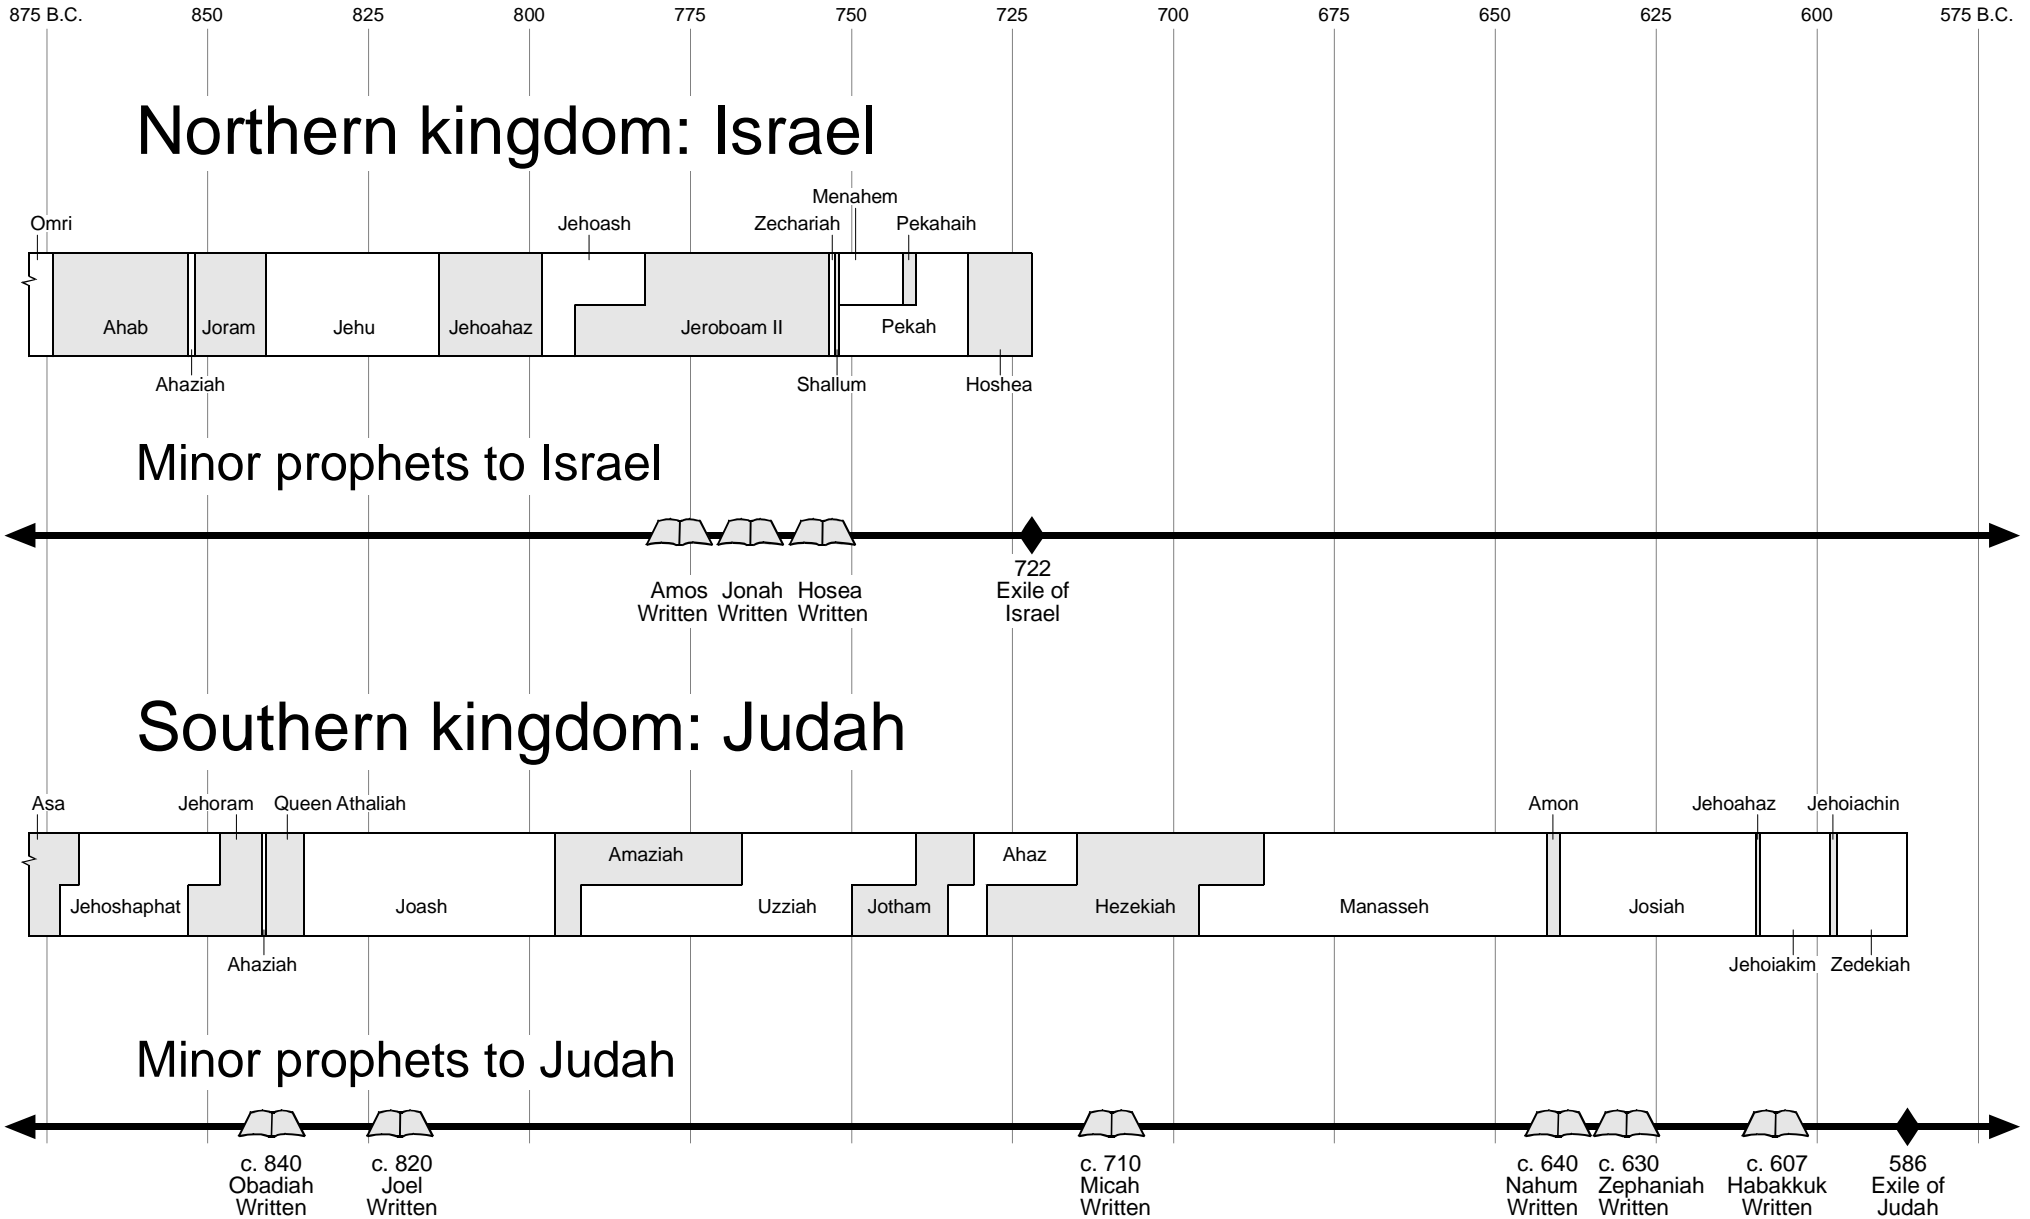 875 B.C. 850 825 800 775 750 725 700 675 650 625 600 575 B.C.
Northern kingdom: Israel
Menahem
Omri Jehoash Zechariah Pekahaih
Ahab Joram Jehu Jehoahaz Jeroboam II Pekah
Ahaziah Shallum Hoshea
Minor prophets to Israel
722
Amos Jonah Hosea Exile of
Written Written Written Israel
Southern kingdom: Judah
Asa Jehoram Queen Athaliah Amon Jehoahaz Jehoiachin
Amaziah Ahaz
Jehoshaphat Joash Uzziah Jotham Hezekiah Manasseh Josiah
Ahaziah Jehoiakim Zedekiah
Minor prophets to Judah
c. 840 c. 820 c. 710 c. 640 c. 630 c. 607 586
Obadiah Joel Micah Nahum Zephaniah Habakkuk Exile of
Written Written Written Written Written Written Judah